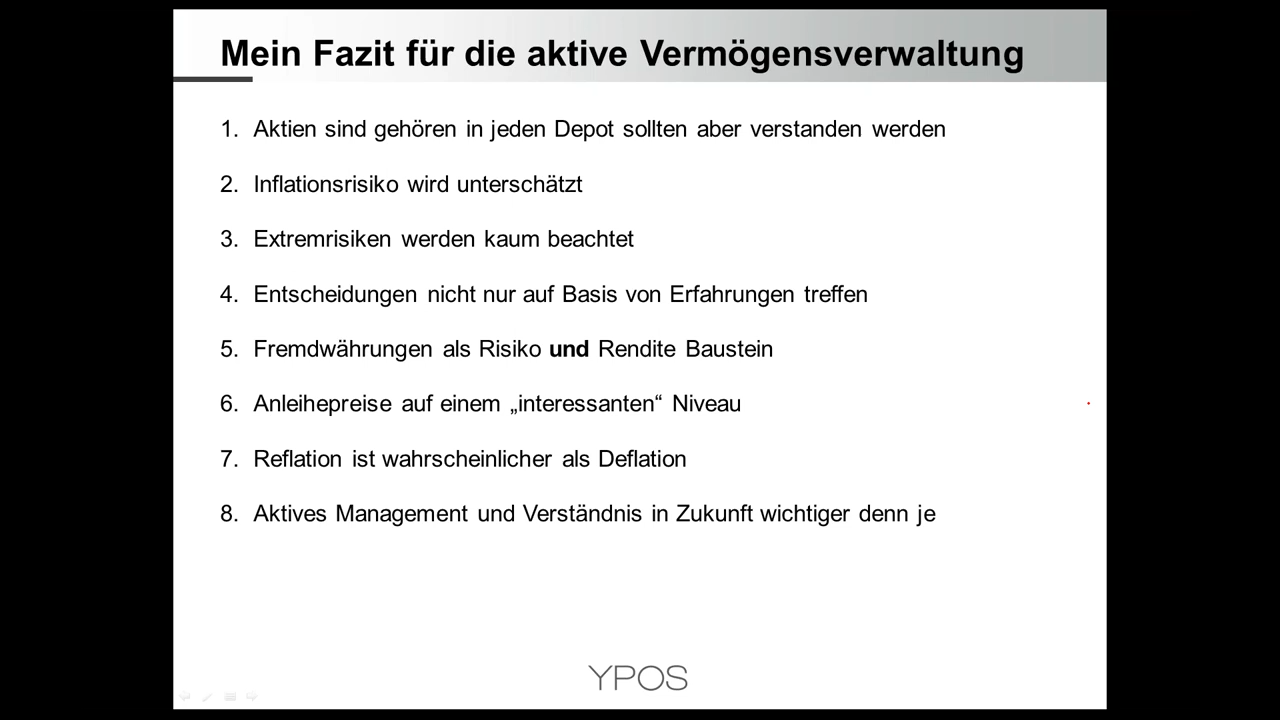 Mein Fazit für die aktive Vermögensverwaltung
1. Aktien sind gehören in jeden Depot sollten aber verstanden werden
2. Inflationsrisiko wird unterschätzt
3. Extremrisiken werden kaum beachtet
4. Entscheidungen nicht nur auf Basis von Erfahrungen treffen
5. Fremdwährungen als Risiko und Rendite Baustein
6. Anleihepreise auf einem „interessanten“ Niveau
7. Reflation ist wahrscheinlicher als Deflation
8. Aktives Management und Verständnis in Zukunft wichtiger denn je
YPOS